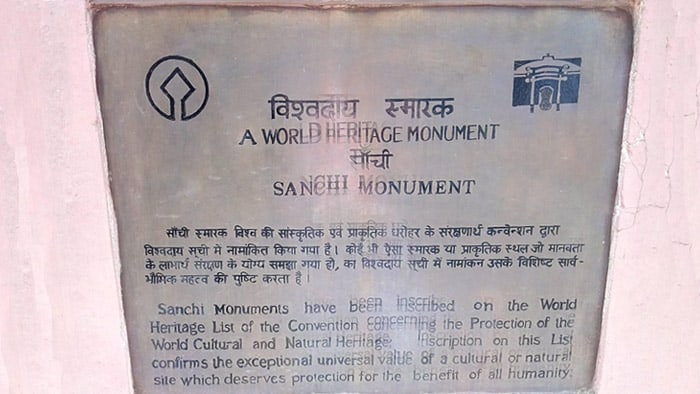 विश्वदाय स्मारक
A WORLD HERITAGE MONUMENT
साँची
SANCHI MONUMENT
साँची स्मारक विश्व की सांस्कृतिक एवं प्राकृतिक धरोहर के संरक्षणार्थ कन्वेन्शन द्वारा
विश्वदाय सूची में नामांकित किया गया है। कोई भी ऐसा स्मारक या प्राकृतिक स्थल जो मानवता
के लाभार्थ संरक्षण के योग्य समझा गया हो, का विश्वदाय सूची में नामांकन उसके विशिष्ट सार्व-
भौमिक महत्व की पुष्टि करता है।
Sanchi Monuments have been inscribed on the World
Heritage List of the Convention concerning the Protection of the
World Cultural and Natural Heritage. Inscription on this List
confirms the exceptional universal value of a cultural or natural
site which deserves protection for the benefit of all humanity.